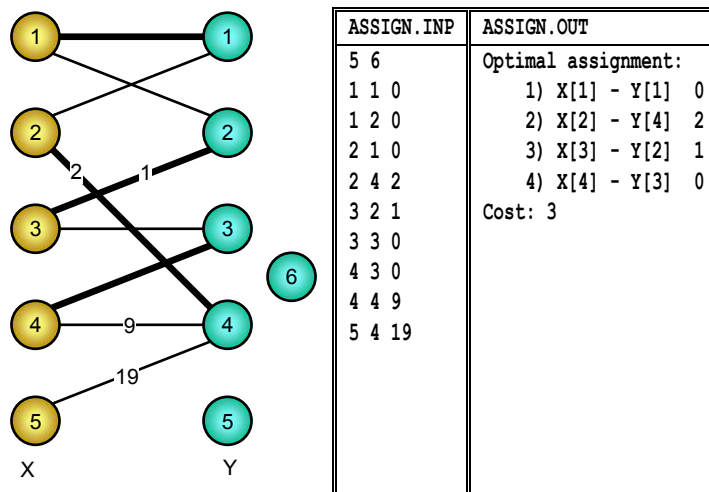 1
1
2
2
2
1
3
3
6
4
9
4
19
5
5
X
Y
ASSIGN.INP
5 6
1 1 0
1 2 0
2 1 0
2 4 2
3 2 1
3 3 0
4 3 0
4 4 9
5 4 19
ASSIGN.OUT
Optimal assignment:
1) X[1] - Y[1] 0
2) X[2] - Y[4] 2
3) X[3] - Y[2] 1
4) X[4] - Y[3] 0
Cost: 3